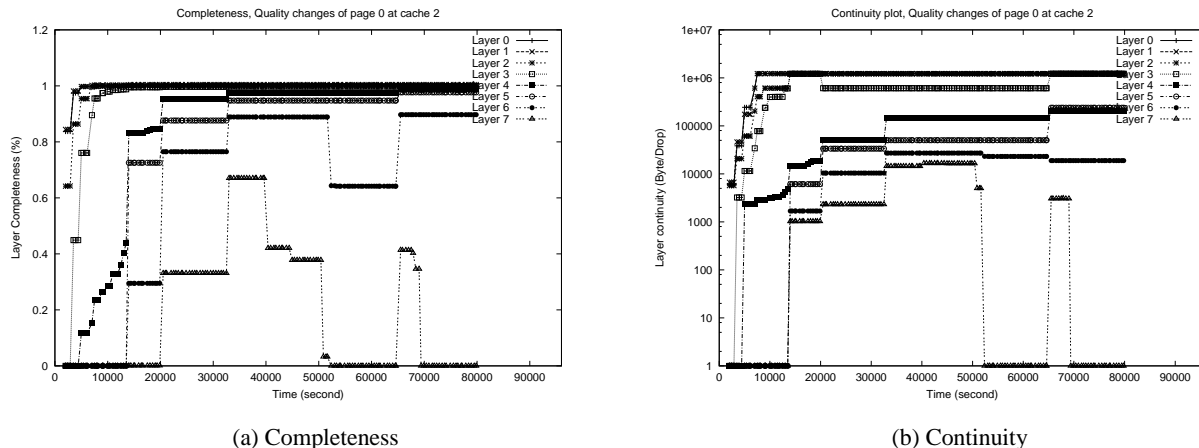 Completeness, Quality changes of page 0 at cache 2
1.2
1
0.8
0.6
0.4
0.2
0
Layer Completeness (%)
0 10000 20000 30000 40000 50000 60000 70000 80000 90000
Time (second)
Layer 0
Layer 1
Layer 2
Layer 3
Layer 4
Layer 5
Layer 6
Layer 7
(a) Completeness
Continuity plot, Quality changes of page 0 at cache 2
1e+07
1e+06
100000
10000
1000
100
10
1
Layer continuity (Byte/Drop)
0 10000 20000 30000 40000 50000 60000 70000 80000 90000
Time (second)
Layer 0
Layer 1
Layer 2
Layer 3
Layer 4
Layer 5
Layer 6
Layer 7
(b) Continuity